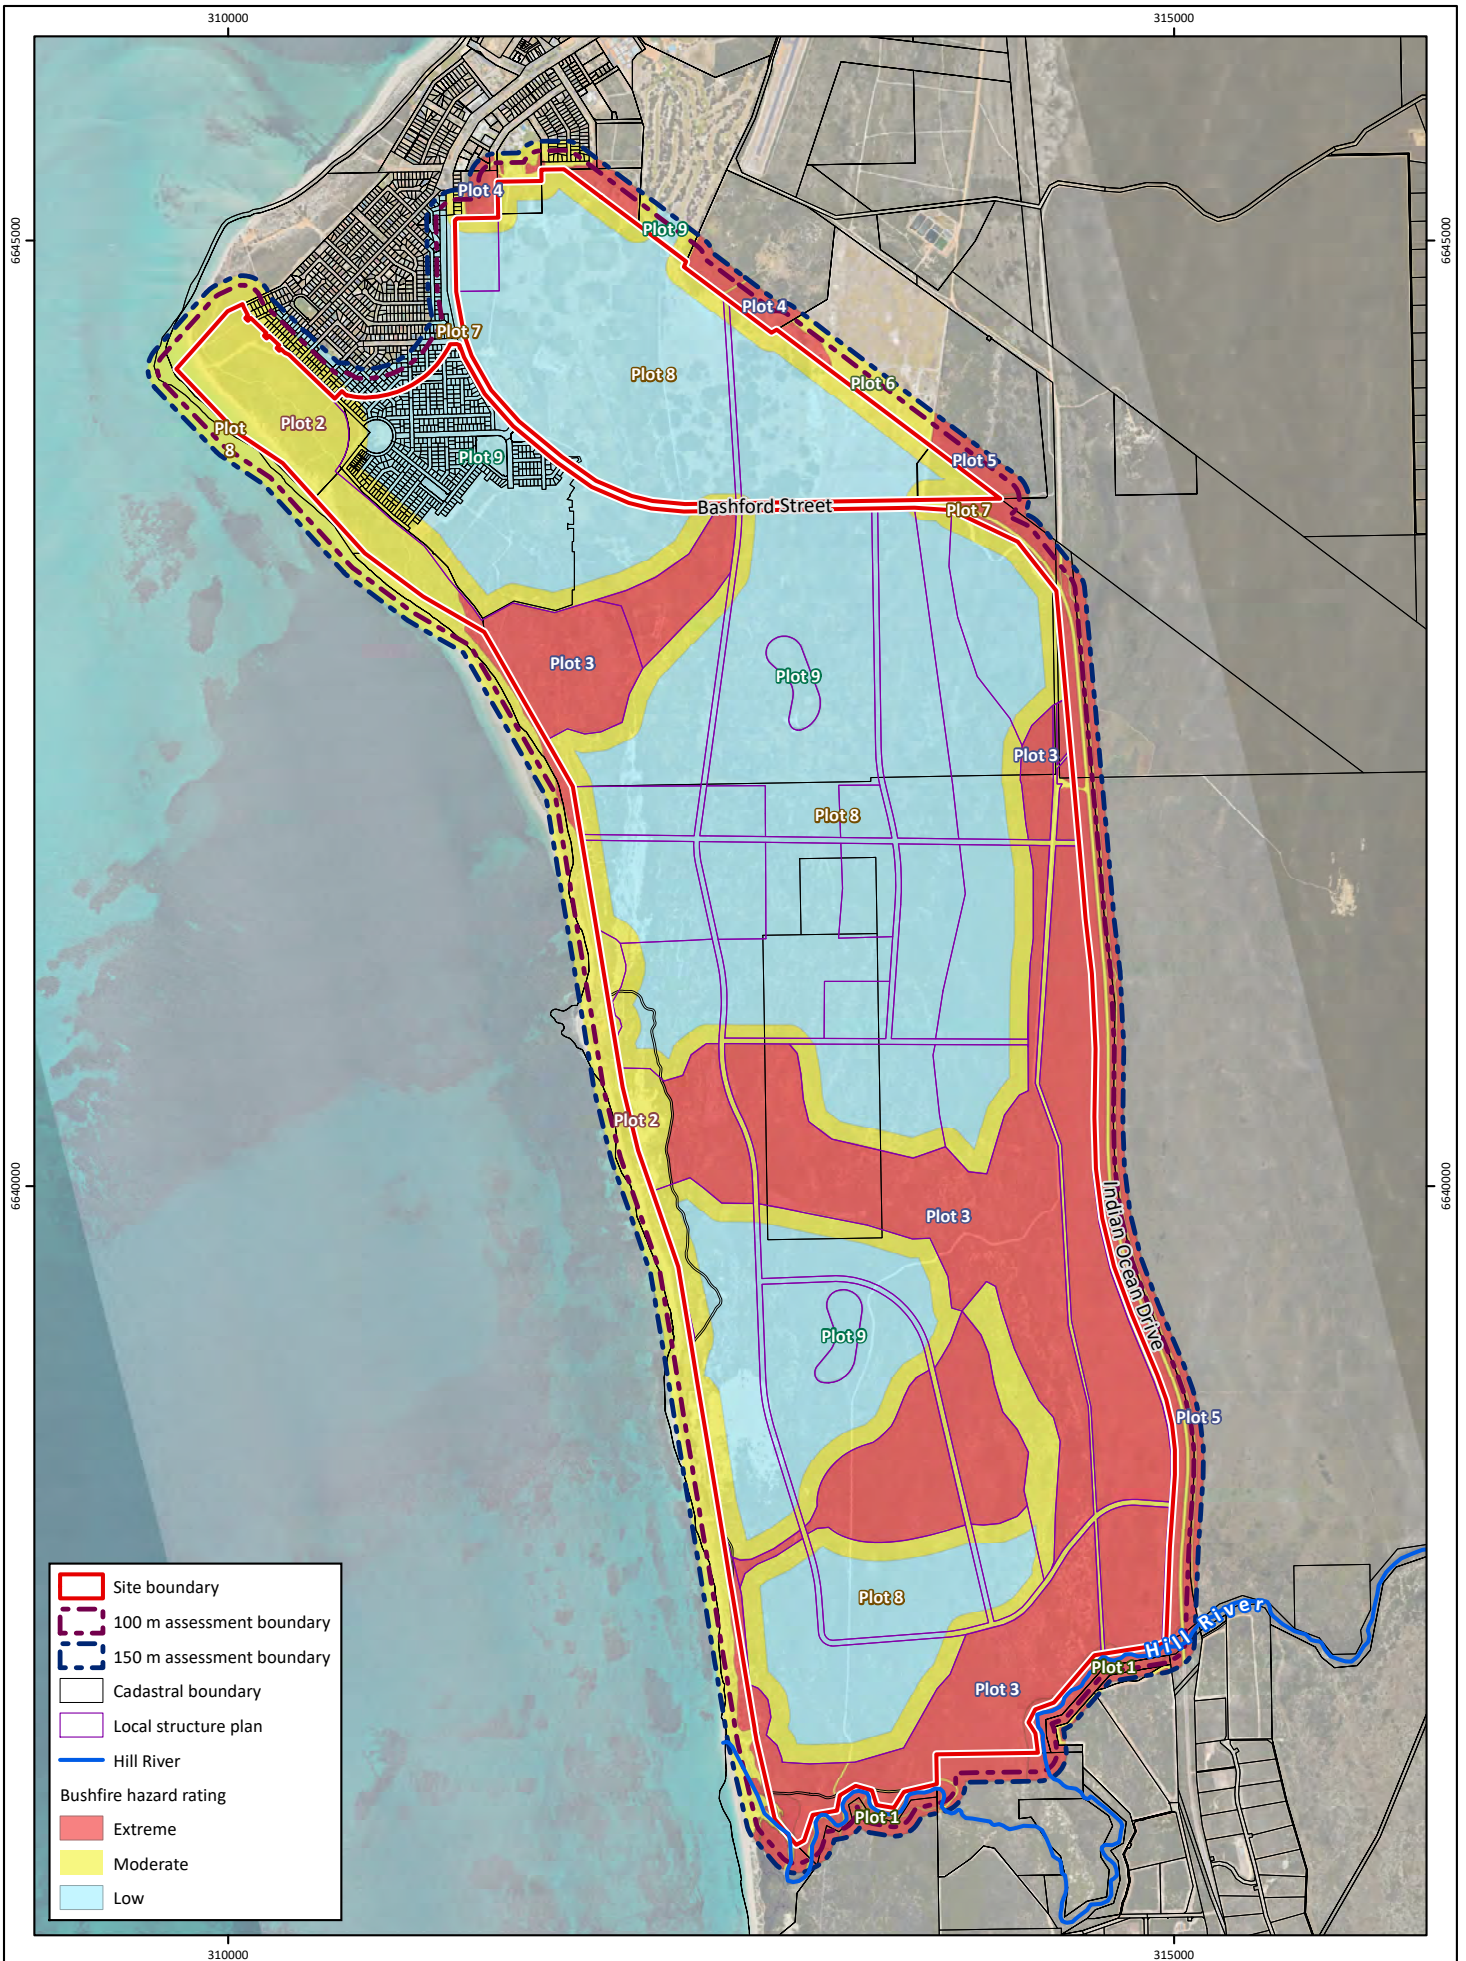 310000
315000
6645000
6645000
Plot 4
Plot 9
Plot 4
Plot 7
Plot 8
Plot 6
Plot 2
Plot
8
Plot 9
Plot 5
Bashford Street
Plot 7
Plot 3
Plot 9
Plot 3
Plot 8
Plot 2
6640000
6640000
Plot 3
Indian Ocean Drive
Plot 9
Plot 5
Plot 8
Hill River
Plot 1
Plot 3
Plot 1
Site boundary
100 m assessment boundary
150 m assessment boundary
Cadastral boundary
Local structure plan
Hill River
Bushfire hazard rating
Extreme
Moderate
Low
310000
315000